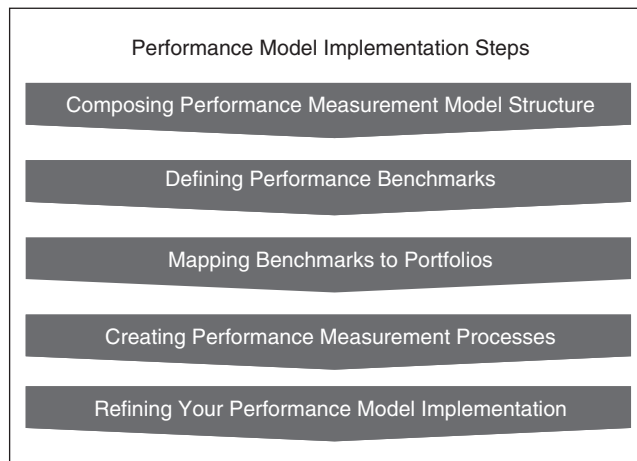 Performance Model Implementation Steps
Composing Performance Measurement Model Structure
Defining Performance Benchmarks
Mapping Benchmarks to Portfolios
Creating Performance Measurement Processes
Refining Your Performance Model Implementation